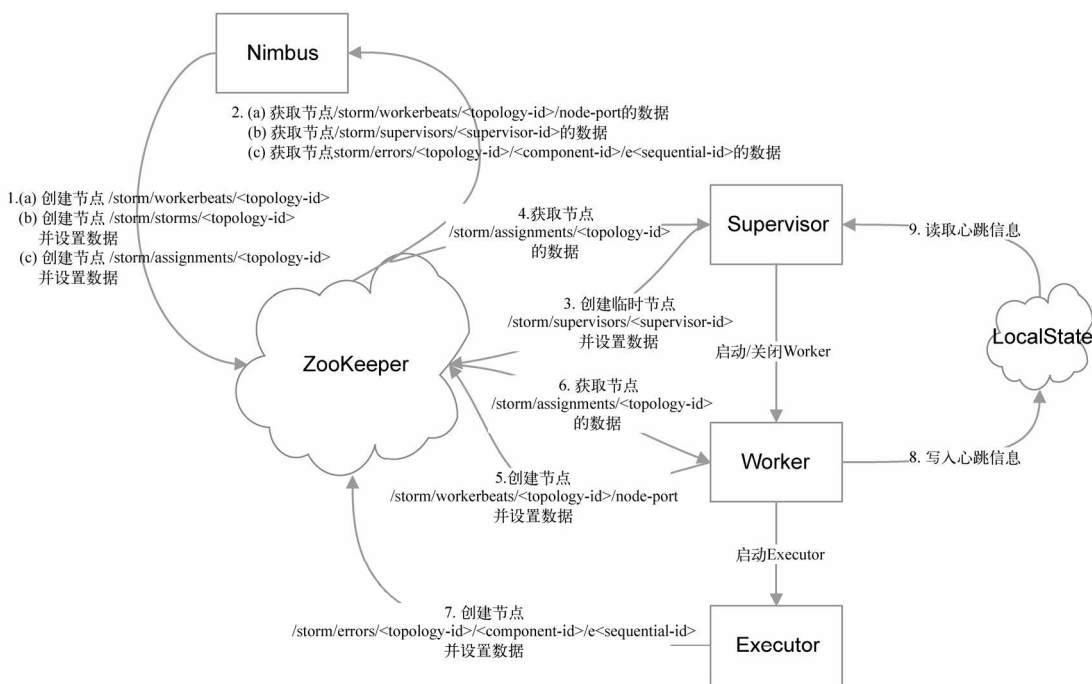 Nimbus
2. (a) 获取节点/storm/workerbeats/<topology-id>/node-port的数据
(b) 获取节点/storm/supervisors/<supervisor-id>的数据
(c) 获取节点storm/errors/<topology-id>/<component-id>/e<sequential-id>的数据
1.(a) 创建节点 /storm/workerbeats/<topology-id>
(b) 创建节点 /storm/storms/<topology-id>
并设置数据
(c) 创建节点 /storm/assignments/<topology-id>
并设置数据
4.获取节点
/storm/assignments/<topology-id>
的数据
Supervisor
9. 读取心跳信息
3. 创建临时节点
/storm/supervisors/<supervisor-id>
并设置数据
启动/关闭Worker
LocalState
ZooKeeper
6. 获取节点
/storm/assignments/<topology-id>
的数据
Worker
8. 写入心跳信息
5.创建节点
/storm/workerbeats/<topology-id>/node-port
并设置数据
启动Executor
7. 创建节点
/storm/errors/<topology-id>/<component-id>/e<sequential-id>
并设置数据
Executor